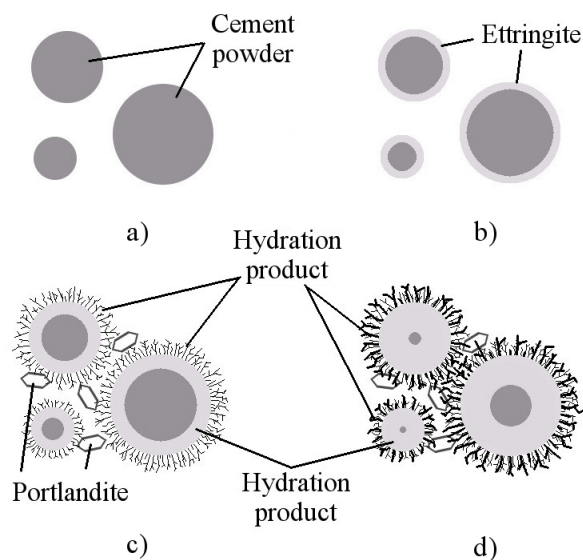 Cement
powder
Ettringite
a)
b)
Hydration
product
Portlandite
Hydration
product
c)
d)